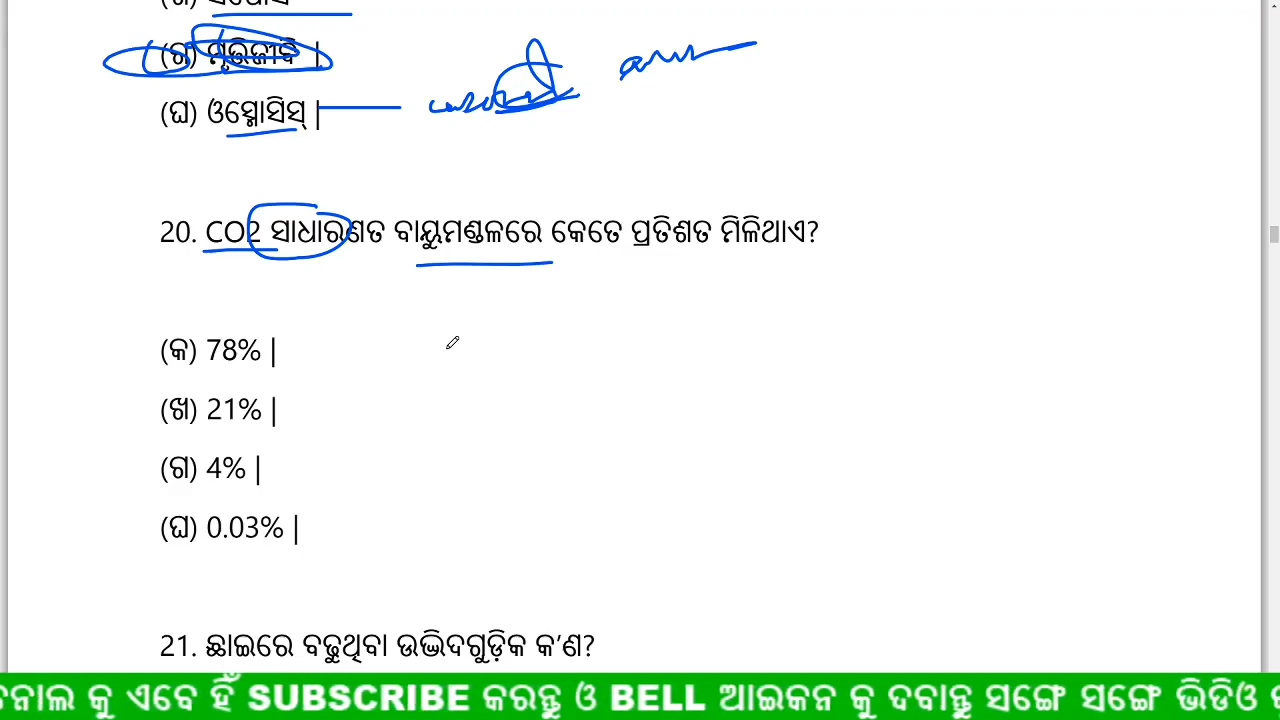 (ଗ) ମୃଭିଜୀବି |
(ଘ) ଓସ୍ମୋସିସ୍ |
20. CO2 ସାଧାରଣତ ବାୟୁମଣ୍ଡଳରେ କେତେ ପ୍ରତିଶତ ମିଳିଥାଏ?
(କ) 78% |
(ଖ) 21% |
(ଗ) 4% |
(ଘ) 0.03% |
21. ଛାଇରେ ବଢୁଥିବା ଉଦ୍ଭିଦଗୁଡ଼ିକ କ'ଣ?
କୁ ଏବେ ହିଁ SUBSCRIBE କରନ୍ତୁ ଓ BELL ଆଇକନ କୁ ଦବାନ୍ତୁ ସଙ୍ଗେ ସଙ୍ଗେ ଭିଡିଓ